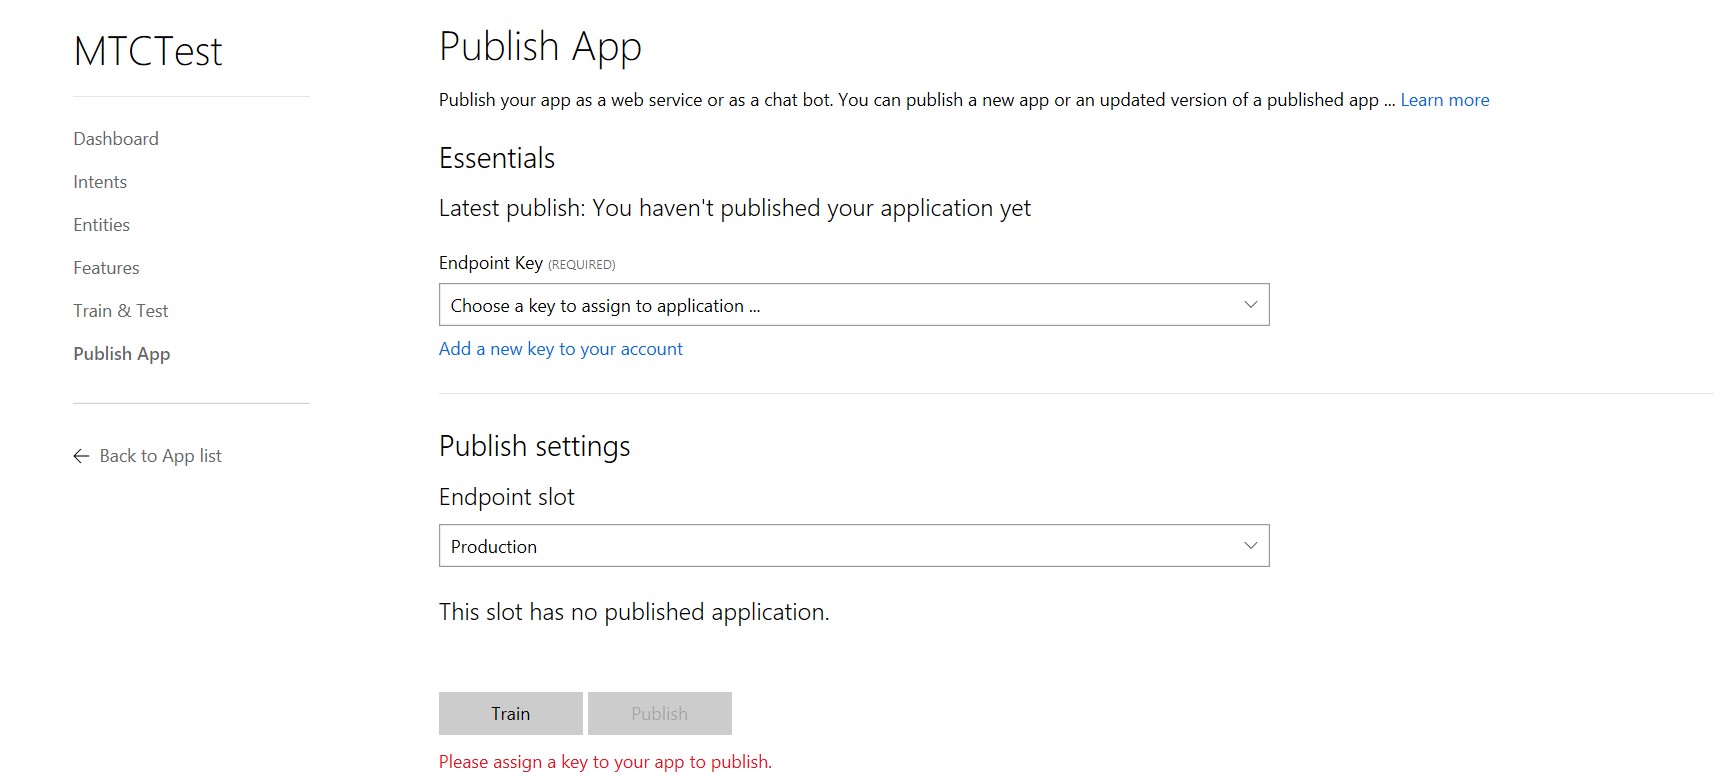 MTCTest
Dashboard
Intents
Entities
Features
Train & Test
Publish App
Back to App list
Publish App
Publish your app as a web service or as a chat bot. You can publish a new app or an updated version of a published app ... Learn more
Essentials
Latest publish: You haven't published your application yet
Endpoint Key (REQUIRED)
Choose a key to assign to application ...
Add a new key to your account
Publish settings
Endpoint slot
Production
This slot has no published application.
Train Publish
Please assign a key to your app to publish.